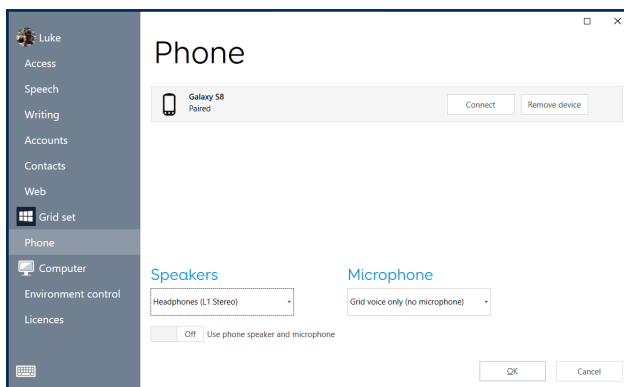 Luke
Access
Speech
Writing
Accounts
Contacts
Web
Grid set
Phone
Computer
Environment control
Licences
Phone
Galaxy S8
Paired
Connect
Remove device
Speakers
Headphones (L1 Stereo)
Off
Use phone speaker and microphone
Microphone
Grid voice only (no microphone)
OK
Cancel